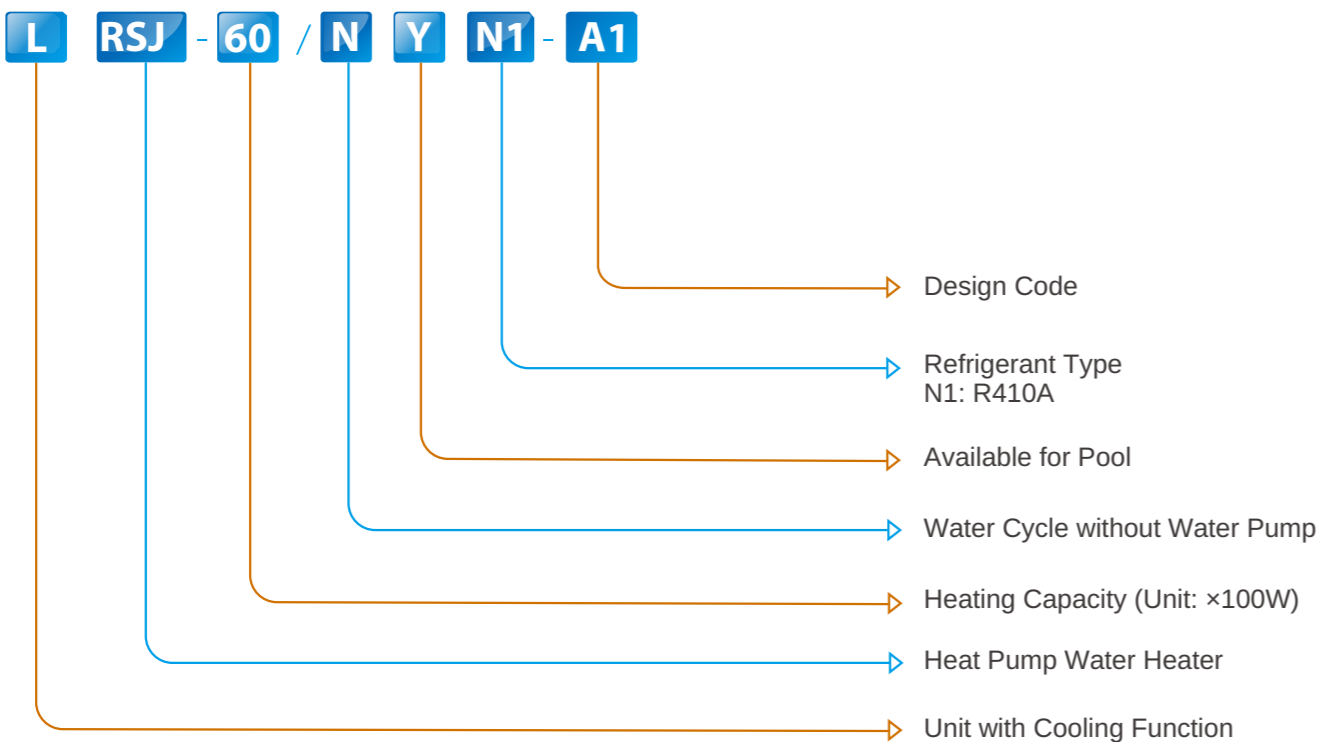 L RSJ - 60 / N Y N1 - A1
Design Code
Refrigerant Type
N1: R410A
Available for Pool
Water Cycle without Water Pump
Heating Capacity (Unit: ×100W)
Heat Pump Water Heater
Unit with Cooling Function